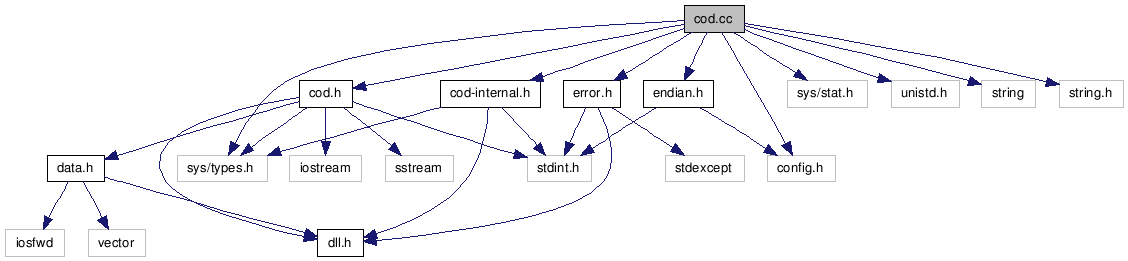 cod.cc
cod.h
cod-internal.h
error.h
endian.h
sys/stat.h
unistd.h
string
string.h
data.h
sys/types.h
iostream
sstream
stdint.h
stdexcept
config.h
iosfwd
vector
dll.h